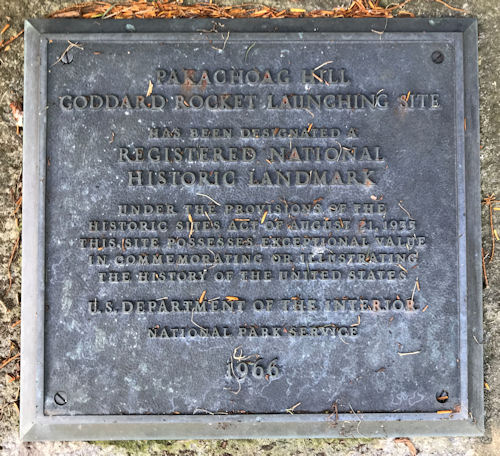 PAKACHOAG HILL
GODDARD ROCKET LAUNCHING SITE
HAS BEEN DESIGNATED A
REGISTERED NATIONAL
HISTORIC LANDMARK
UNDER THE PROVISIONS OF THE
HISTORIC SITES ACT OF AUGUST 21, 1935
THIS SITE POSSESSES EXCEPTIONAL VALUE
IN COMMEMORATING OR ILLUSTRATING
THE HISTORY OF THE UNITED STATES
U.S. DEPARTMENT OF THE INTERIOR
NATIONAL PARK SERVICE
1966